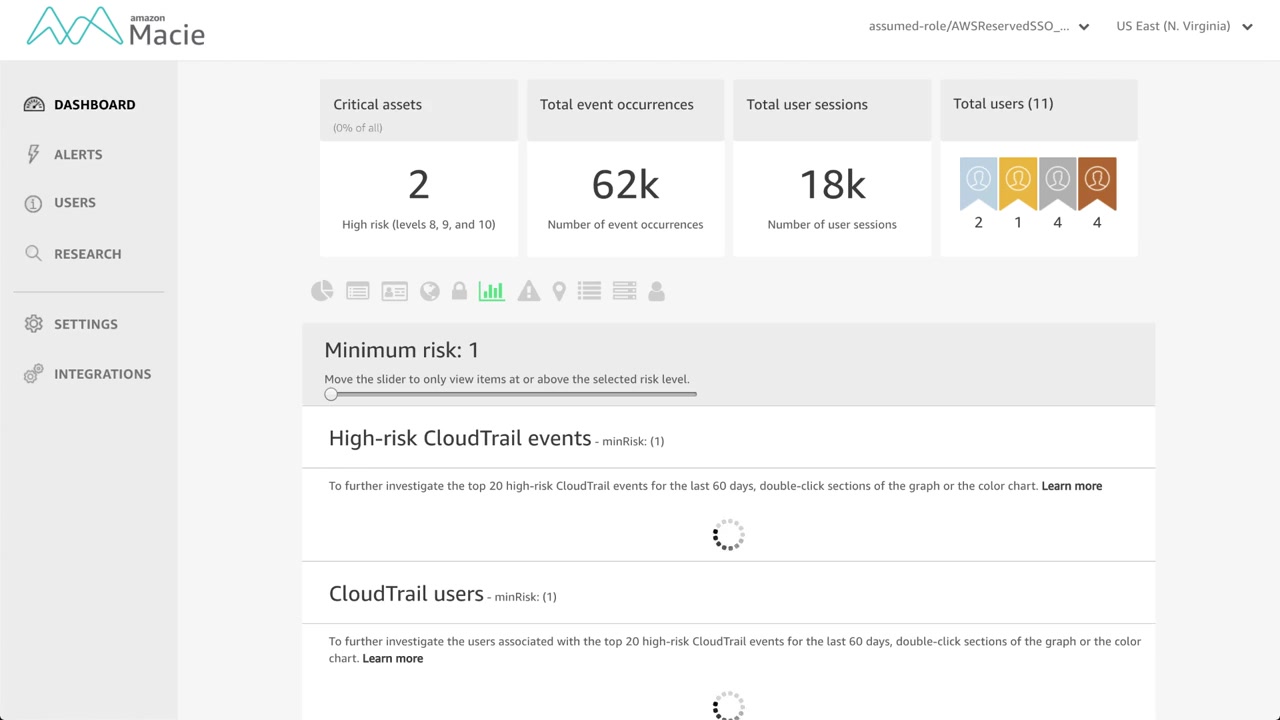 amazon
Macie
assumed-role/AWSReservedSSO_...
US East (N. Virginia)
DASHBOARD
ALERTS
USERS
RESEARCH
SETTINGS
INTEGRATIONS
Critical assets
(0% of all)
2
High risk (levels 8, 9, and 10)
Total event occurrences
62k
Number of event occurrences
Total user sessions
18k
Number of user sessions
Total users (11)
2 1 4 4
Minimum risk: 1
Move the slider to only view items at or above the selected risk level.
High-risk CloudTrail events - minRisk: (1)
To further investigate the top 20 high-risk CloudTrail events for the last 60 days, double-click sections of the graph or the color chart. Learn more
CloudTrail users - minRisk: (1)
To further investigate the users associated with the top 20 high-risk CloudTrail events for the last 60 days, double-click sections of the graph or the color
chart. Learn more